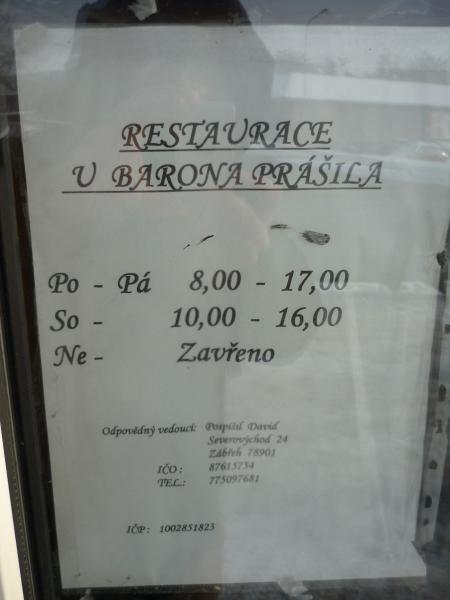 RESTAURACE
U BARONA PRÁŠILA
Po - Pá 8,00 - 17,00
So - 10,00 - 16,00
Ne - Zavřeno
Odpovědný vedoucí: Pospíšil David
Severovýchod 24
Zábřeh 78901
IČO : 87615754
TEL.: 775097681
IČP : 1002851823